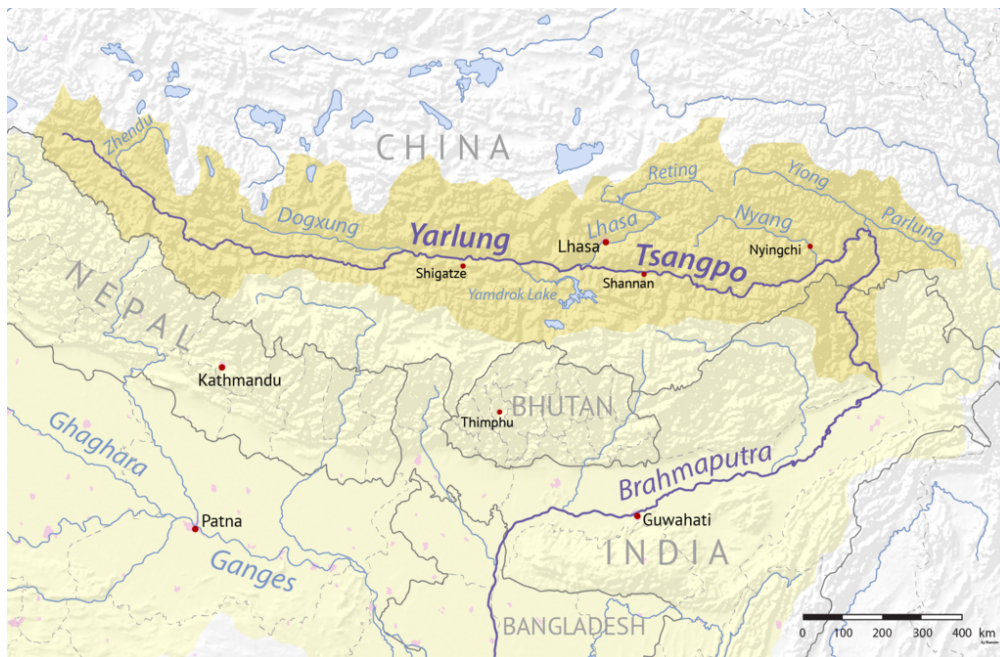 Zhendu
CHINA
Dogxung
Yarlung
Shigatze
Yamdrok Lake
Lhasa
Lhasa
Reting
Tsangpo
Shannan
Nyang
Nyingchi
Yiong
Parlung
NEPAL
Kathmandu
BHUTAN
Thimphu
Ghaghara
Brahmaputra
Patna
Guwahati
Ganges
INDIA
BANGLADESH
0 100 200 300 400 km